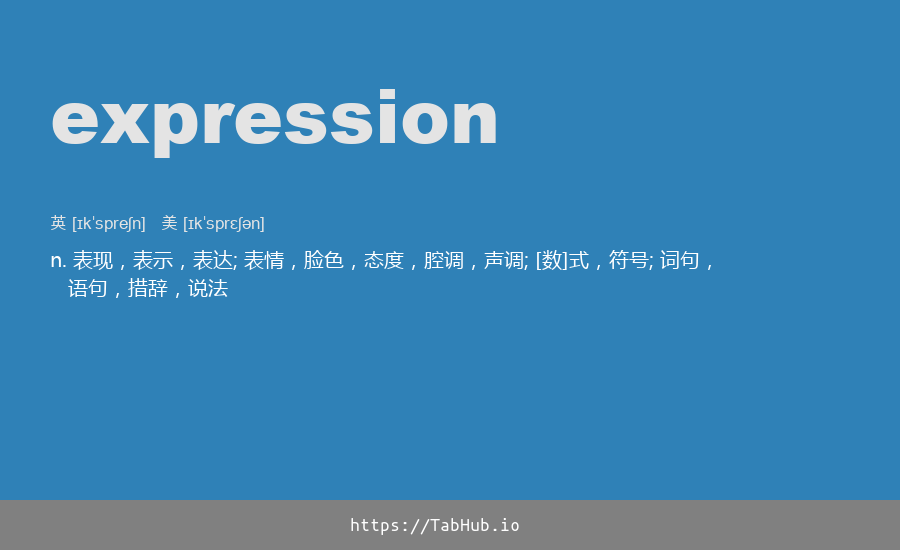 expression
英 [ɪkˈspreʃn] 美 [ɪkˈsprɛʃən]
n. 表现，表示，表达; 表情，脸色，态度，腔调，声调; [数]式，符号; 词句，
语句，措辞，说法
https://TabHub.io